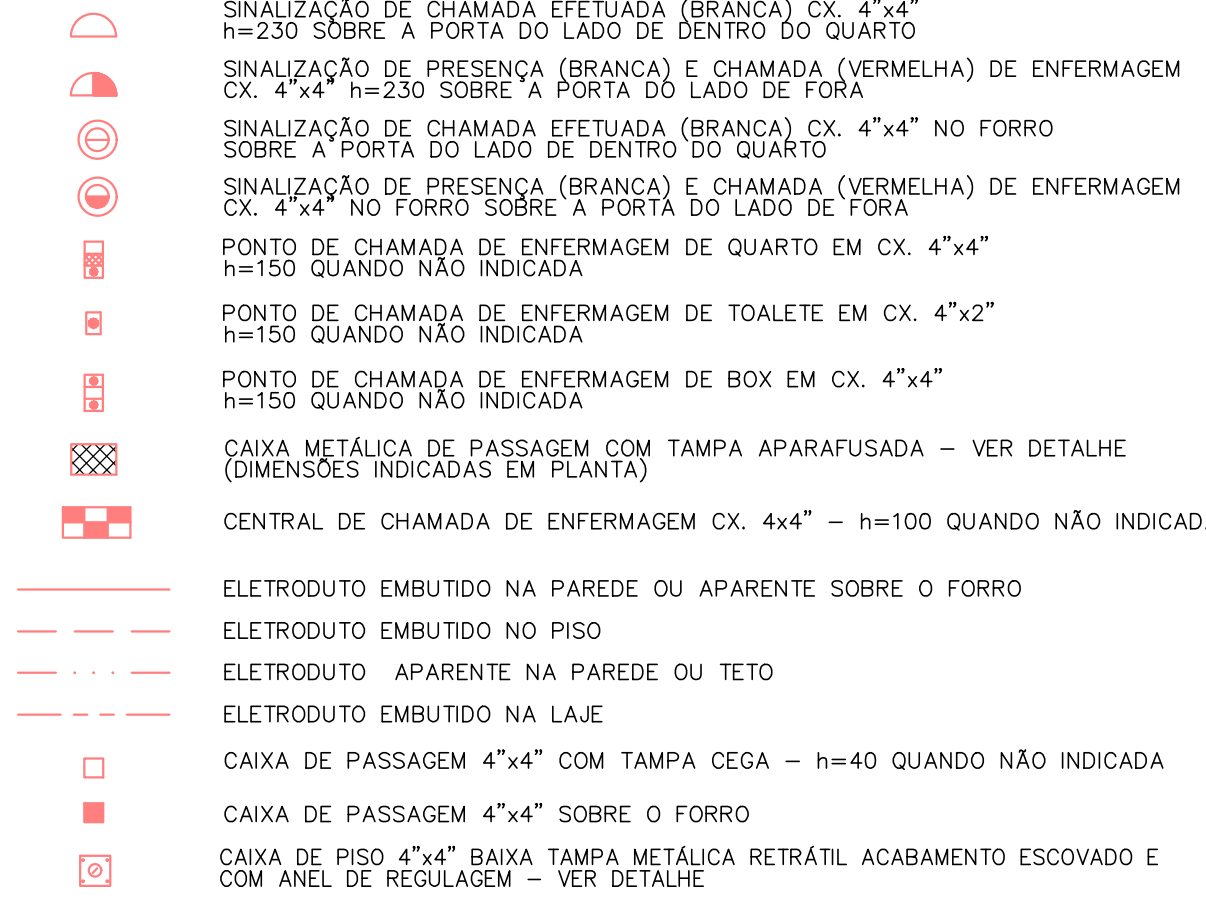 SINALIZAÇÃO DE CHAMADA EFETUADA (BRANCA) CX. 4"x4"
h=230 SOBRE A PORTA DO LADO DE DENTRO DO QUARTO
SINALIZAÇÃO DE PRESENÇA (BRANCA) E CHAMADA (VERMELHA) DE ENFERMAGEM
CX. 4"x4" h=230 SOBRE A PORTA DO LADO DE FORA
SINALIZAÇÃO DE CHAMADA EFETUADA (BRANCA) CX. 4"x4" NO FORRO
SOBRE A PORTA DO LADO DE DENTRO DO QUARTO
SINALIZAÇÃO DE PRESENÇA (BRANCA) E CHAMADA (VERMELHA) DE ENFERMAGEM
CX. 4"x4" NO FORRO SOBRE A PORTA DO LADO DE FORA
PONTO DE CHAMADA DE ENFERMAGEM DE QUARTO EM CX. 4"x4"
h=150 QUANDO NÃO INDICADA
PONTO DE CHAMADA DE ENFERMAGEM DE TOALETE EM CX. 4"x2"
h=150 QUANDO NÃO INDICADA
PONTO DE CHAMADA DE ENFERMAGEM DE BOX EM CX. 4"x4"
h=150 QUANDO NÃO INDICADA
CAIXA METÁLICA DE PASSAGEM COM TAMPA APARAFUSADA – VER DETALHE
(DIMENSÕES INDICADAS EM PLANTA)
CENTRAL DE CHAMADA DE ENFERMAGEM CX. 4x4" – h=100 QUANDO NÃO INDICAD
ELETRODUTO EMBUTIDO NA PAREDE OU APARENTE SOBRE O FORRO
ELETRODUTO EMBUTIDO NO PISO
ELETRODUTO APARENTE NA PAREDE OU TETO
ELETRODUTO EMBUTIDO NA LAJE
CAIXA DE PASSAGEM 4"x4" COM TAMPA CEGA – h=40 QUANDO NÃO INDICADA
CAIXA DE PASSAGEM 4"x4" SOBRE O FORRO
CAIXA DE PISO 4"x4" BAIXA TAMPA METÁLICA RETRÁTIL ACABAMENTO ESCOVADO E
COM ANEL DE REGULAGEM – VER DETALHE